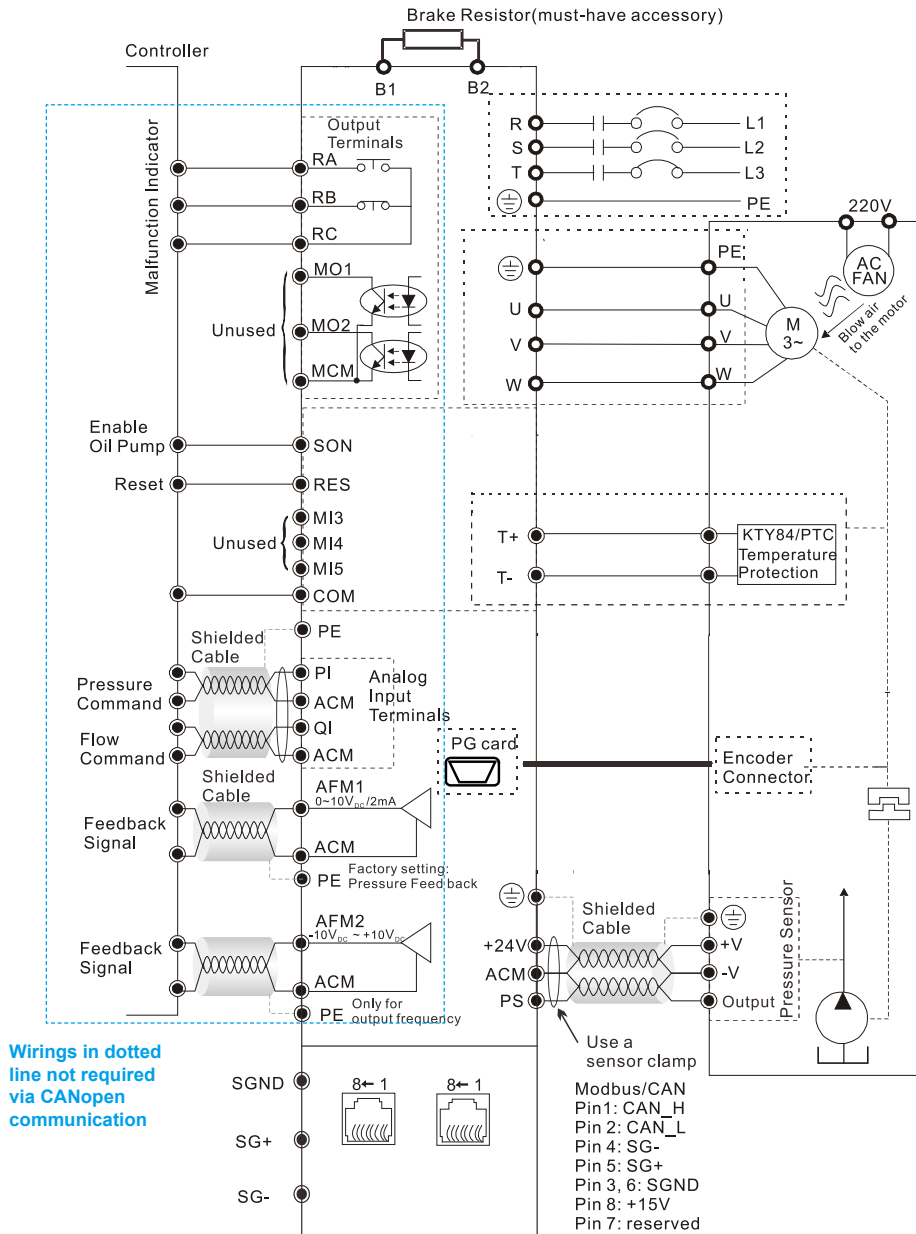 Brake Resistor(must-have accessory)
Controller
B1
B2
Malfunction Indicator
Output
Terminals
RA
RB
RC
MO1
MO2
MCM
Unused
R
S
T
L1
L2
L3
PE
220V
AC
FAN
Blow air
to the motor
PE
U
V
W
U
V
W
M
3~
Enable
Oil Pump
SON
Reset
RES
MI3
MI4
MI5
Unused
COM
T+
T-
KTY84/PTC
Temperature
Protection
PE
Shielded
Cable
Pressure
Command
Flow
Command
PI
ACM
QI
ACM
Analog
Input
Terminals
PG card
Encoder
Connector
Shielded
Cable
Feedback
Signal
AFM1
0~10VDC/2mA
ACM
PE
Factory setting:
Pressure Feed back
Feedback
Signal
AFM2
-10VDC ~ +10VDC
ACM
PE
Only for
output frequency
Shielded
Cable
+24V
ACM
PS
+V
-V
Output
Pressure Sensor
Use a
sensor clamp
Wirings in dotted
line not required
via CANopen
communication
SGND
SG+
SG-
8← 1
8← 1
Modbus/CAN
Pin1: CAN_H
Pin 2: CAN_L
Pin 4: SG-
Pin 5: SG+
Pin 3, 6: SGND
Pin 8: +15V
Pin 7: reserved